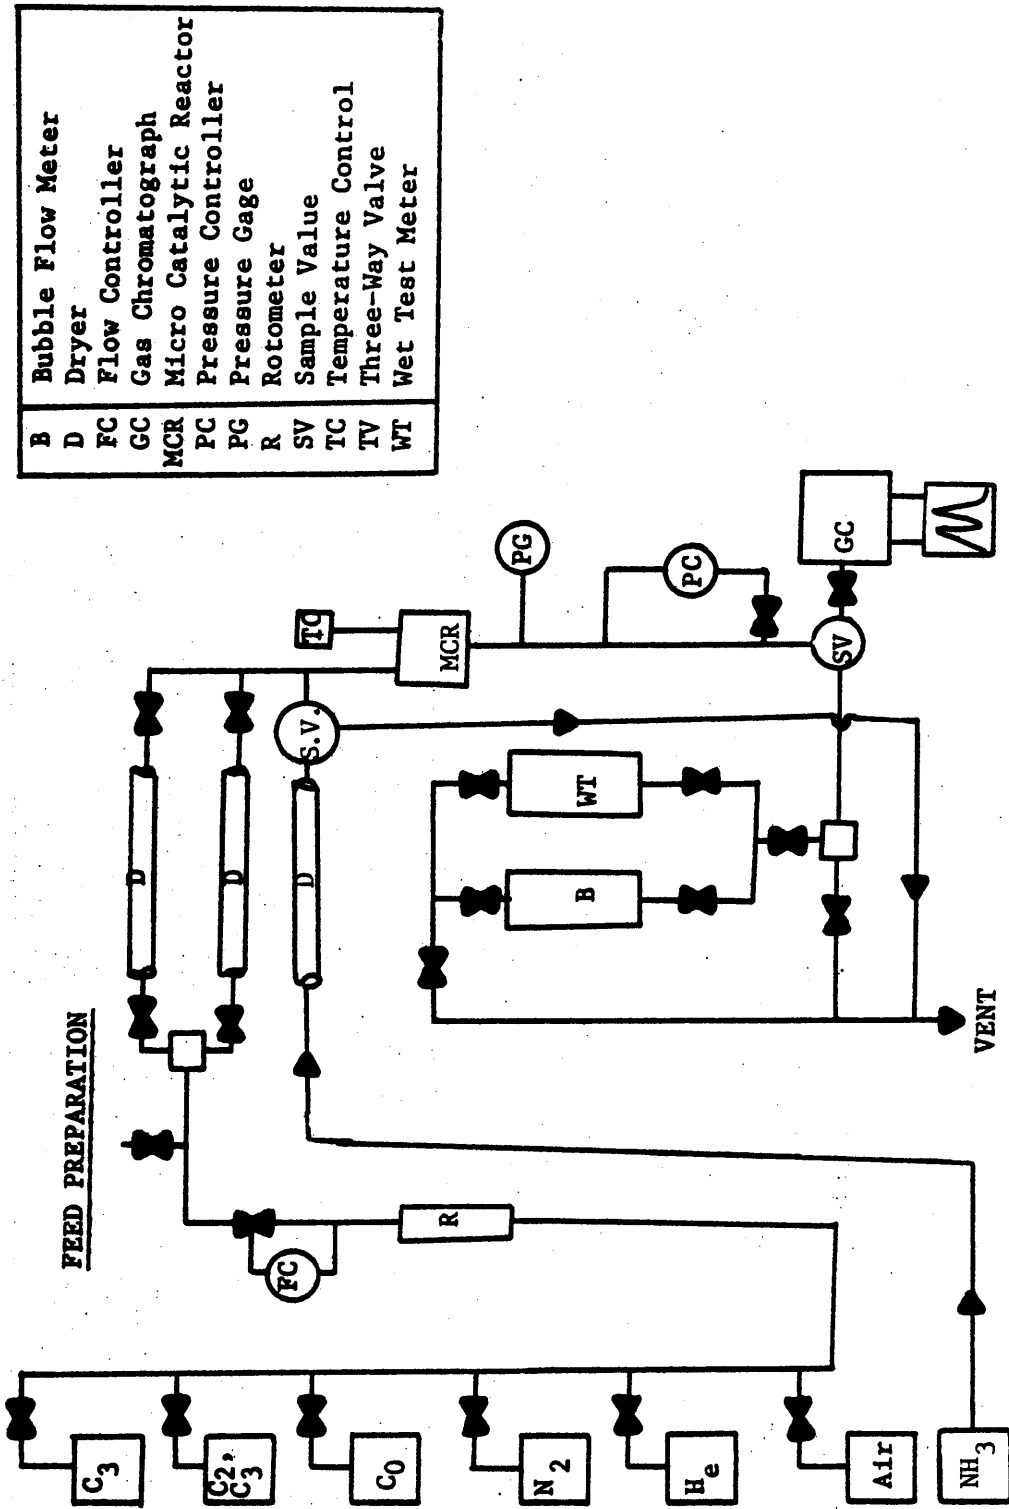 FEED PREPARATION
B Bubble Flow Meter
D Dryer
FC Flow Controller
GC Gas Chromatograph
MCR Micro Catalytic Reactor
PC Pressure Controller
PG Pressure Gage
R Rotometer
SV Sample Value
TC Temperature Control
TV Three-Way Valve
WT Wet Test Meter
C3
C2, C3
CO
N2
He
Air
NH3
FC
R
D
D
D
S.V.
TC
MCR
PG
PC
SV
GC
WT
B
VENT